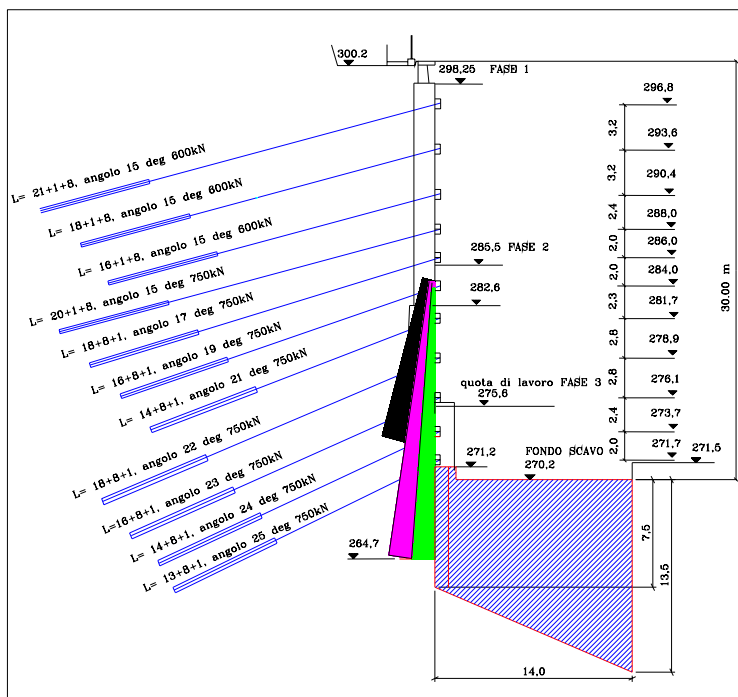 300.2
298,25 FASE 1
296,8
3,2
293,6
3,2
290,4
2,4
288,0
2,0
286,0
2,0
284,0
2,3
281,7
2,8
278,9
2,8
276,1
2,4
273,7
2,0
271,7
271,5
30.00 m
L= 21+1+8, angolo 15 deg 600kN
L= 18+1+8, angolo 15 deg 600kN
L= 16+1+8, angolo 15 deg 600kN
L= 20+1+8, angolo 15 deg 750kN
L= 18+8+1, angolo 17 deg 750kN
L= 16+8+1, angolo 19 deg 750kN
L= 14+8+1, angolo 21 deg 750kN
L= 18+8+1, angolo 22 deg 750kN
L=16+8+1, angolo 23 deg 750kN
L= 14+8+1, angolo 24 deg 750kN
L= 13+8+1, angolo 25 deg 750kN
285,5 FASE 2
282,6
quota di lavoro FASE 3
275,6
FONDO SCAVO
271,2
270,2
264,7
7,5
13,5
14,0